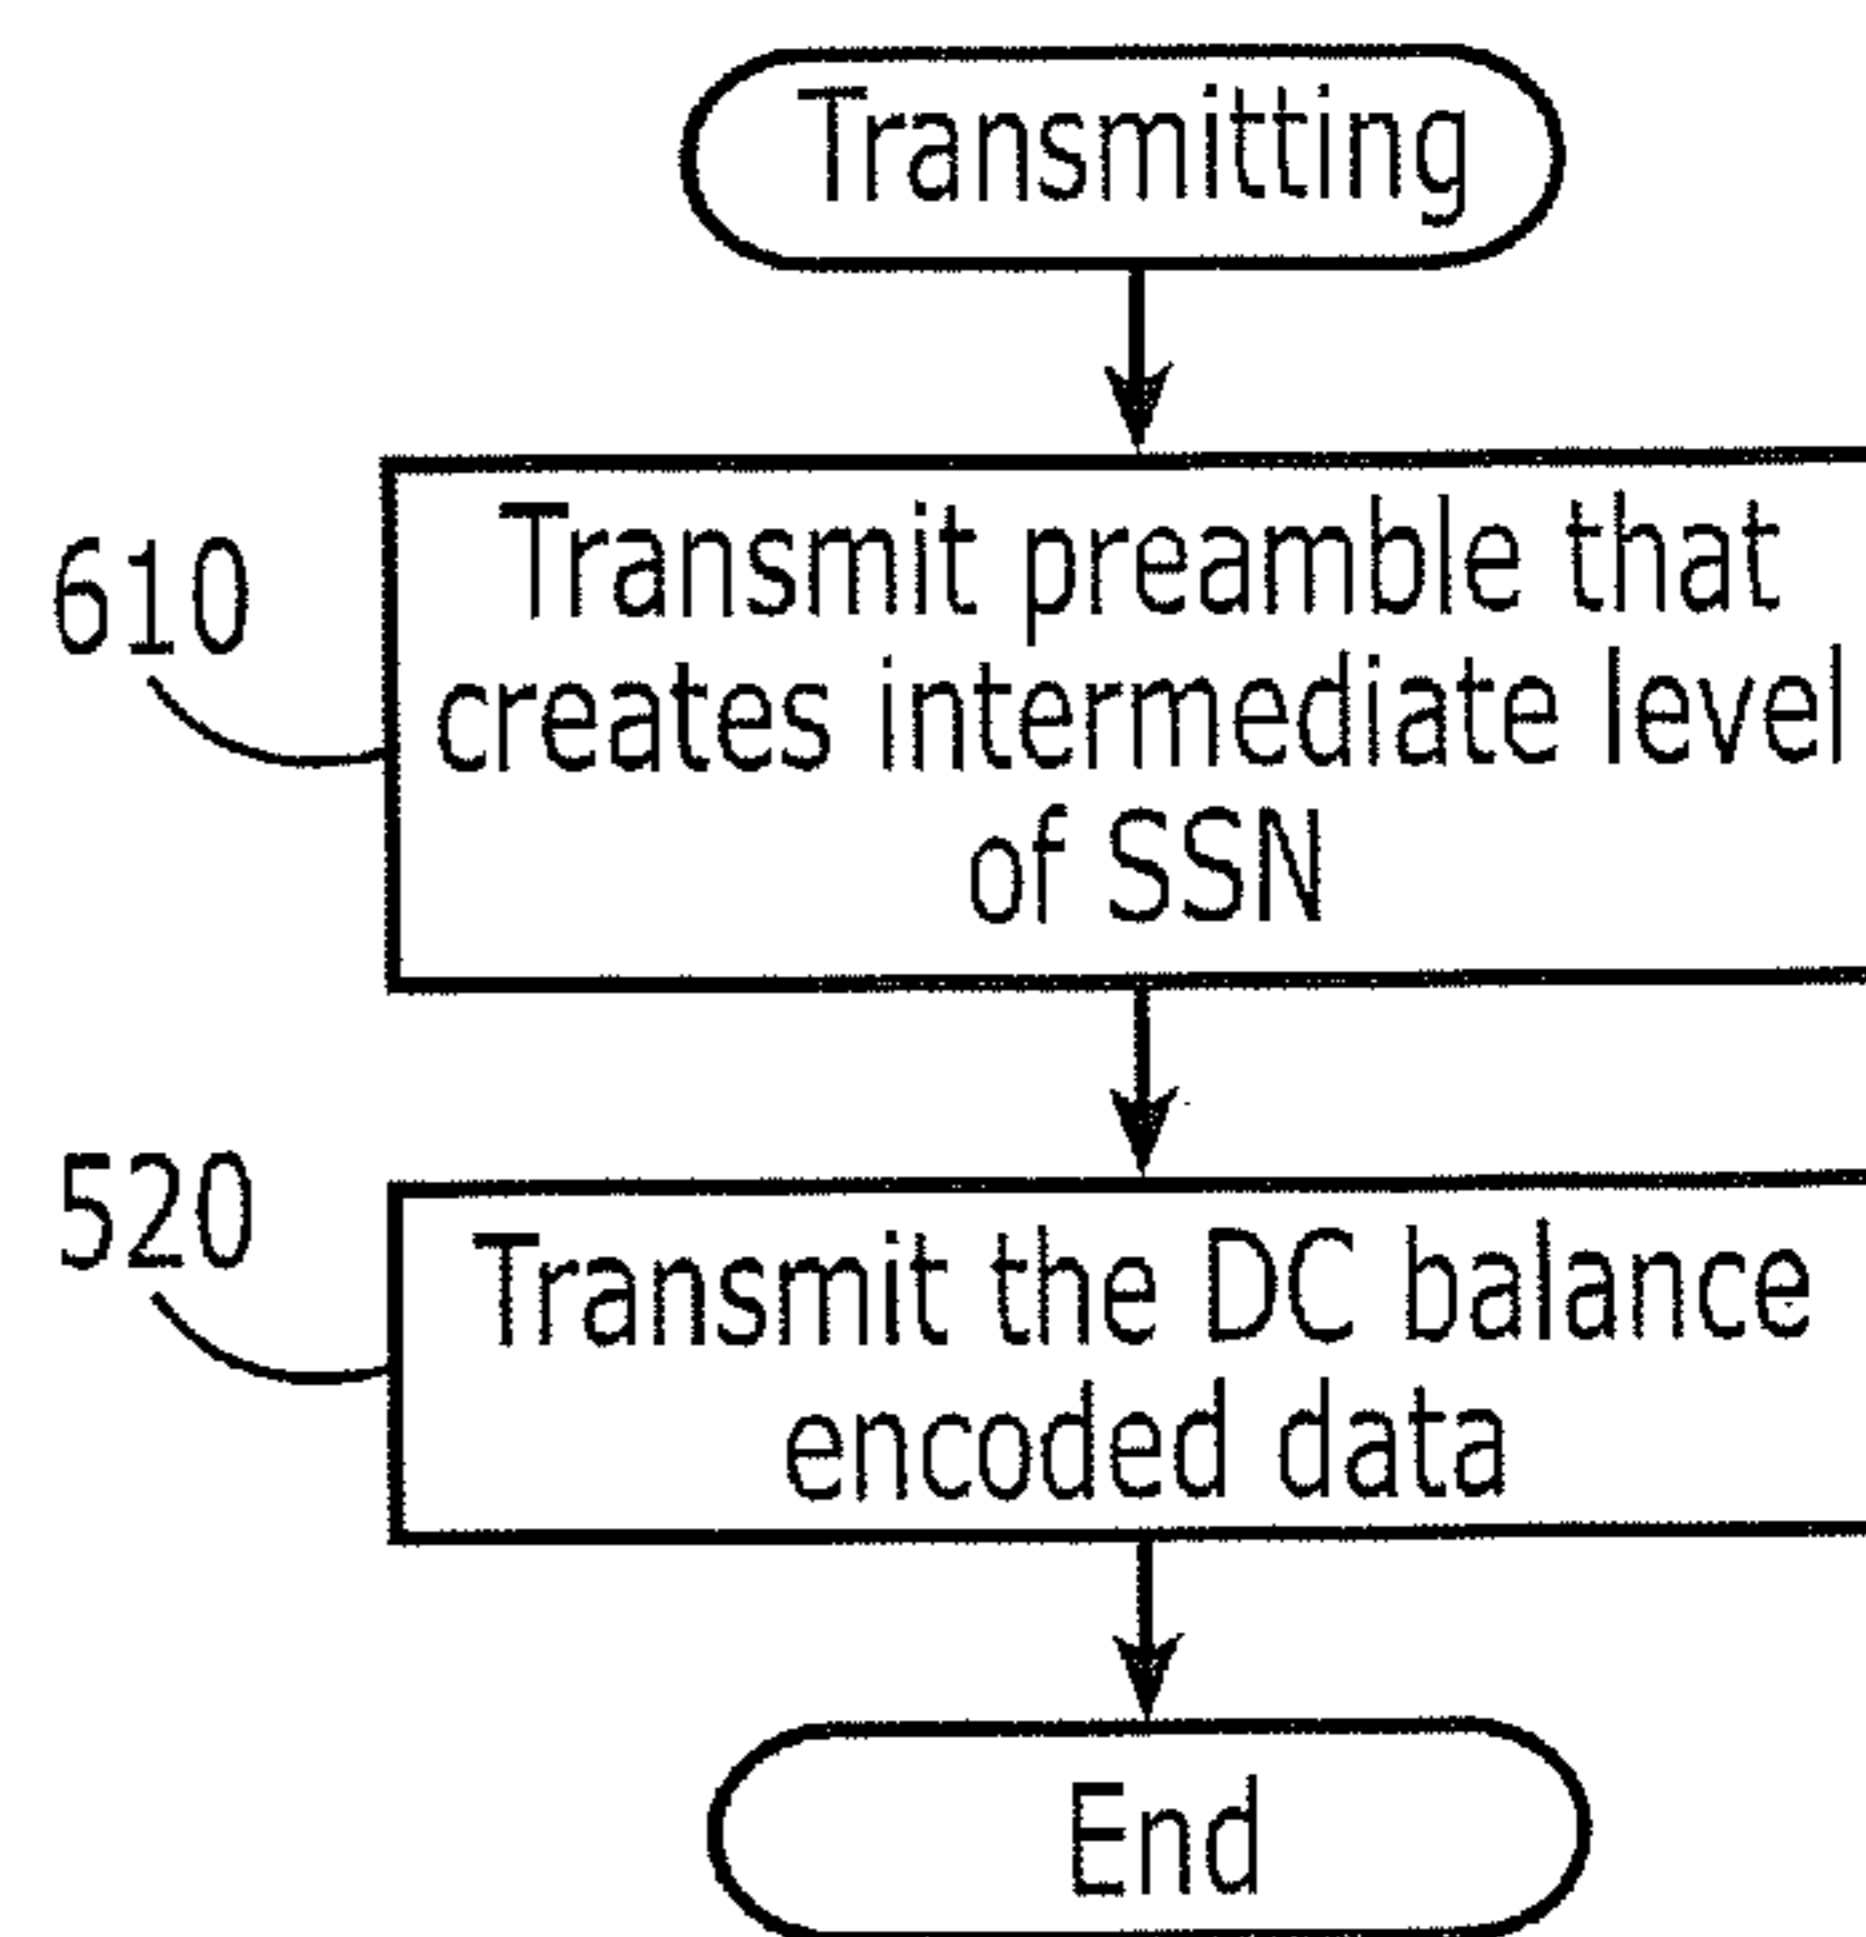 Transmitting
610
Transmit preamble that
creates intermediate level
of SSN
520
Transmit the DC balance
encoded data
End